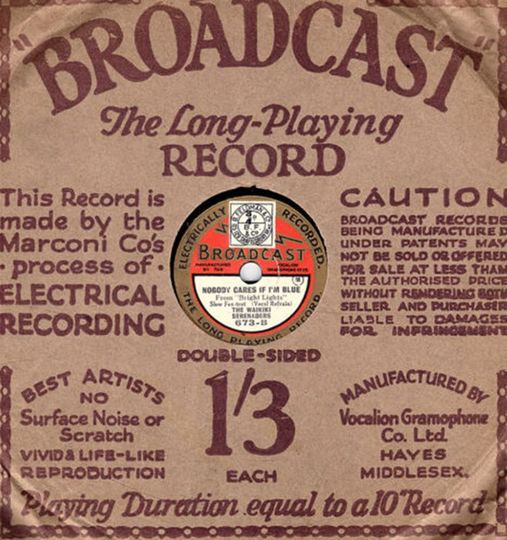 "BROADCAST"
The Long-Playing
RECORD
This Record is
made by the
Marconi Co's
· process of ·
ELECTRICAL
RECORDING
CAUTION
BROADCAST RECORDS
BEING MANUFACTURED
UNDER PATENTS MAY
NOT BE SOLD OR OFFERED
FOR SALE AT LESS THAN
THE AUTHORISED PRICE
WITHOUT RENDERING BOTH
SELLER AND PURCHASER
LIABLE TO DAMAGES
FOR INFRINGEMENT
ELECTRICALLY RECORDED
BROADCAST
NOBODY CARES IF I'M BLUE
From "Bright Lights"
Slow Fox-trot (Vocal Refrain)
THE WAIKIKI
SERENADERS
673-B
THE LONG PLAYING RECORD
DOUBLE-SIDED
1/3
EACH
BEST ARTISTS
NO
Surface Noise or
Scratch
VIVID & LIFE-LIKE
REPRODUCTION
MANUFACTURED BY
Vocalion Gramophone
Co. Ltd.
HAYES
MIDDLESEX.
Playing Duration equal to a 10" Record